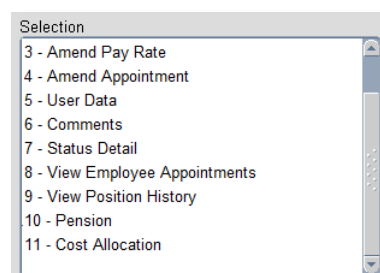 Selection
3 - Amend Pay Rate
4 - Amend Appointment
5 - User Data
6 - Comments
7 - Status Detail
8 - View Employee Appointments
9 - View Position History
.10 - Pension
11 - Cost Allocation